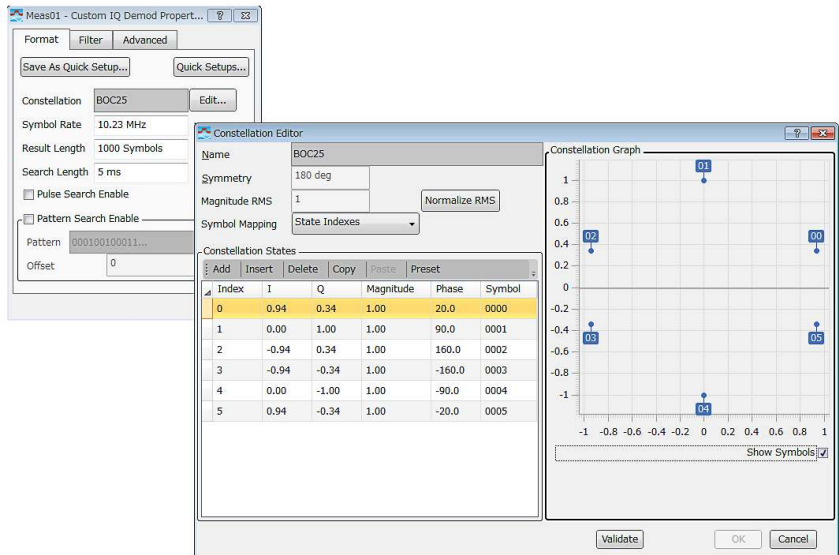 Meas01 - Custom IQ Demod Propert...
Format Filter Advanced
Save As Quick Setup... Quick Setups...
Constellation BOC25 Edit...
Symbol Rate 10.23 MHz
Result Length 1000 Symbols
Search Length 5 ms
Pulse Search Enable
Pattern Search Enable
Pattern 000100100011...
Offset 0
Constellation Editor
Name BOC25
Symmetry 180 deg
Magnitude RMS 1 Normalize RMS
Symbol Mapping State Indexes
Constellation States
Add Insert Delete Copy Paste Preset
Index I Q Magnitude Phase Symbol
0 0.94 0.34 1.00 20.0 0000
1 0.00 1.00 1.00 90.0 0001
2 -0.94 0.34 1.00 160.0 0002
3 -0.94 -0.34 1.00 -160.0 0003
4 0.00 -1.00 1.00 -90.0 0004
5 0.94 -0.34 1.00 -20.0 0005
Constellation Graph
01
1
0.8
0.6
02 00
0.4
0.2
0
-0.2
-0.4
03 05
-0.6
-0.8
-1
04
-1 -0.8 -0.6 -0.4 -0.2 0 0.2 0.4 0.6 0.8 1
Show Symbols
Validate OK Cancel